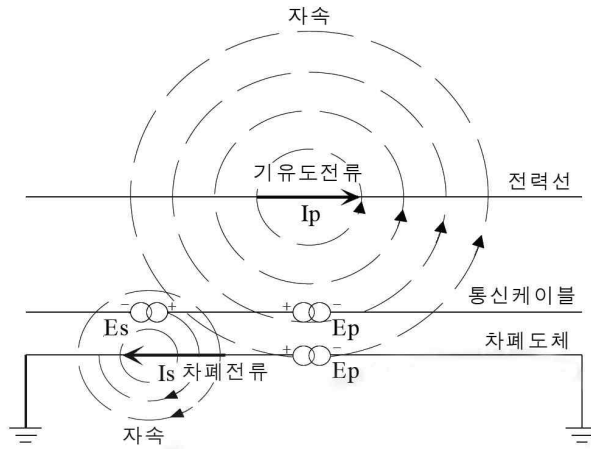 자속
기유도전류
Ip
전력선
통신케이블
− + + −
Es Ep
차폐도체
+ −
Is 차폐전류 Ep
자속